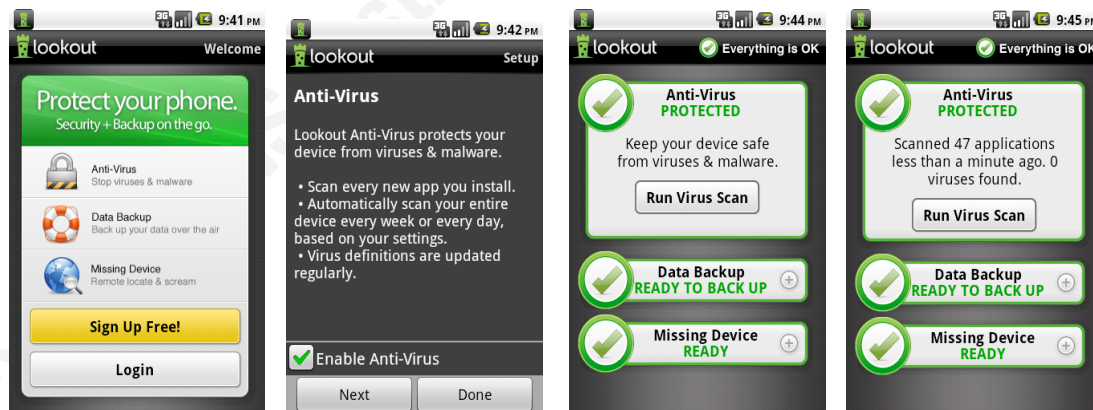 3G 9:41 PM
lookout Welcome
Protect your phone.
Security + Backup on the go.
Anti-Virus
Stop viruses & malware
Data Backup
Back up your data over the air
Missing Device
Remote locate & scream
Sign Up Free!
Login
3G 9:42 PM
lookout Setup
Anti-Virus
Lookout Anti-Virus protects your
device from viruses & malware.
• Scan every new app you install.
• Automatically scan your entire
device every week or every day,
based on your settings.
• Virus definitions are updated
regularly.
Enable Anti-Virus
Next Done
3G 9:44 PM
lookout Everything is OK
Anti-Virus
PROTECTED
Keep your device safe
from viruses & malware.
Run Virus Scan
Data Backup
READY TO BACK UP
Missing Device
READY
3G 9:45 P
lookout Everything is OK
Anti-Virus
PROTECTED
Scanned 47 applications
less than a minute ago. 0
viruses found.
Run Virus Scan
Data Backup
READY TO BACK UP
Missing Device
READY